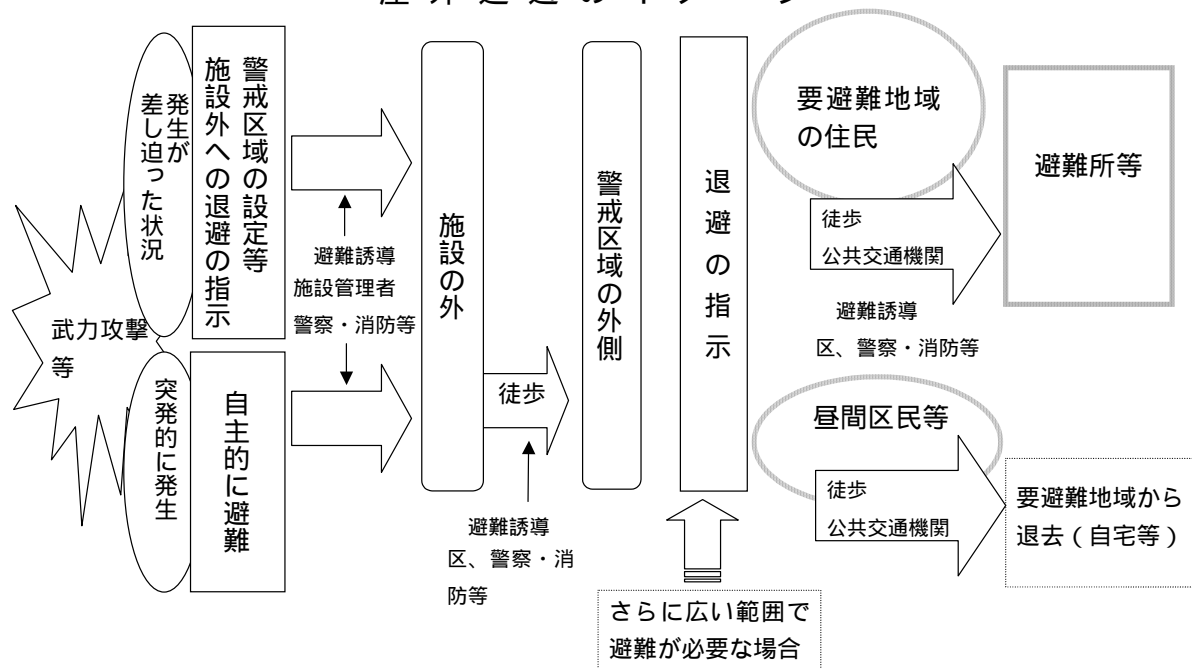 武力攻撃
等
発生が
差し迫った状況
警戒区域の設定等
施設外への退避の指示
突発的に発生
自主的に避難
避難誘導
施設管理者
警察・消防等
施設の外
徒歩
避難誘導
区、警察・消
防等
警戒区域の外側
退避の指示
さらに広い範囲で
避難が必要な場合
要避難地域
の住民
徒歩
公共交通機関
避難誘導
区、警察・消防等
避難所等
昼間区民等
徒歩
公共交通機関
要避難地域から
退去(自宅等)